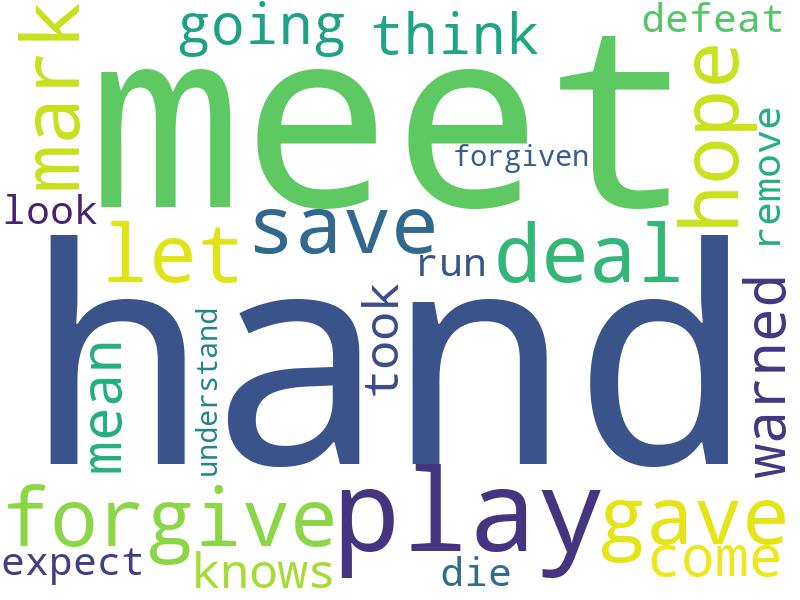 going think defeat
mark meet hope
forgiven remove
look save
let run deal
hand
mean understand took warned
forgive play gave
expect knows die come